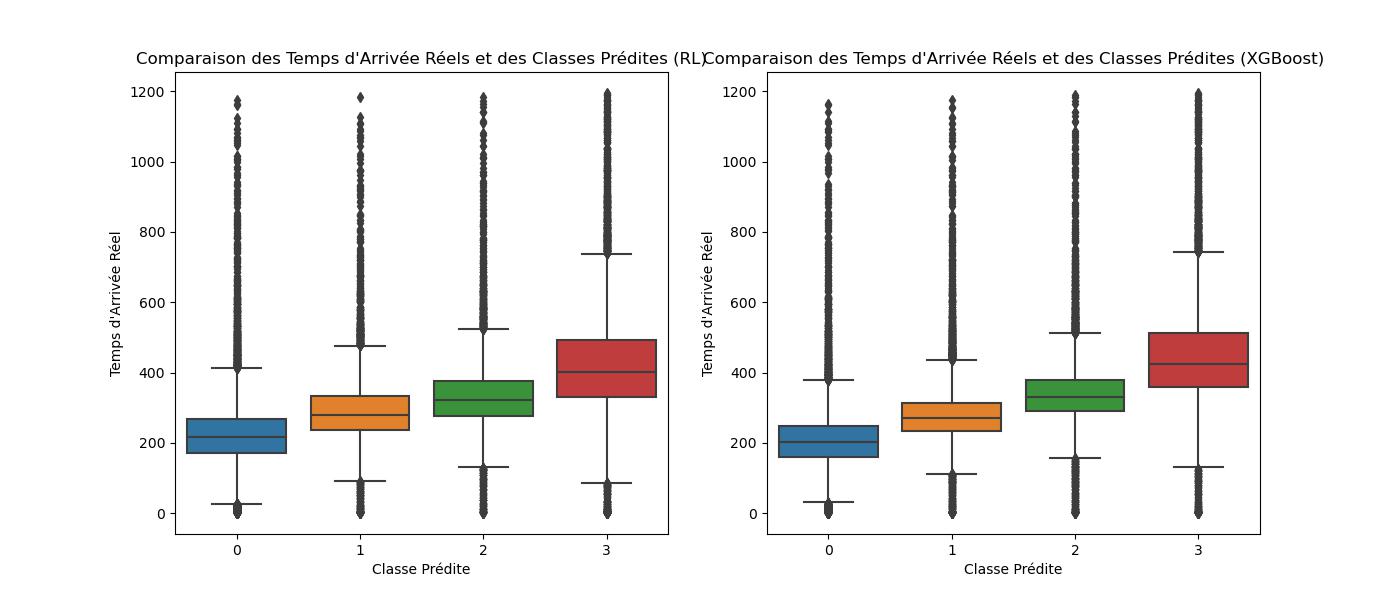 Comparaison des Temps d'Arrivée Réels et des Classes Prédites (RL)
Temps d'Arrivée Réel
1200
1000
800
600
400
200
0
0 1 2 3
Classe Prédite
Comparaison des Temps d'Arrivée Réels et des Classes Prédites (XGBoost)
Temps d'Arrivée Réel
1200
1000
800
600
400
200
0
0 1 2 3
Classe Prédite